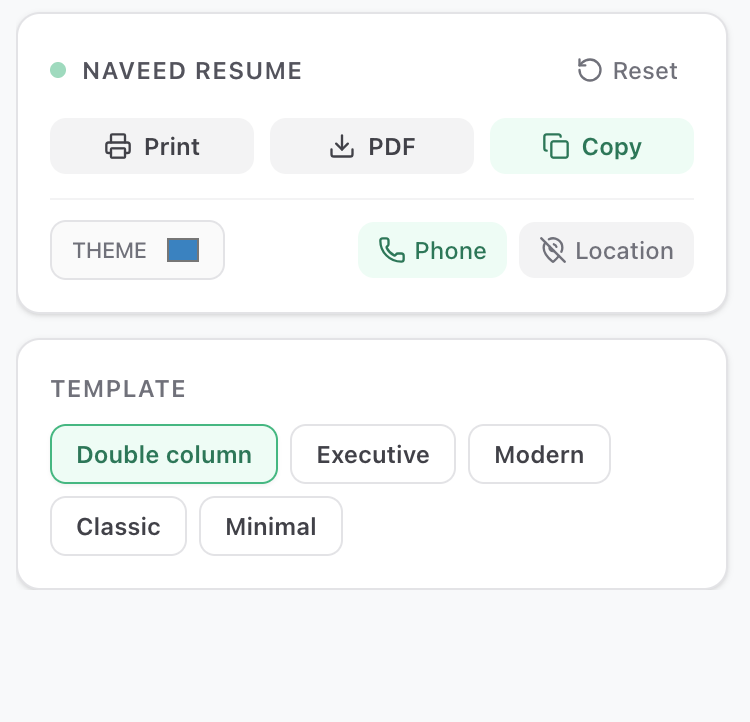 NAVEED RESUME Reset
Print PDF Copy
THEME Phone Location
TEMPLATE
Double column Executive Modern
Classic Minimal